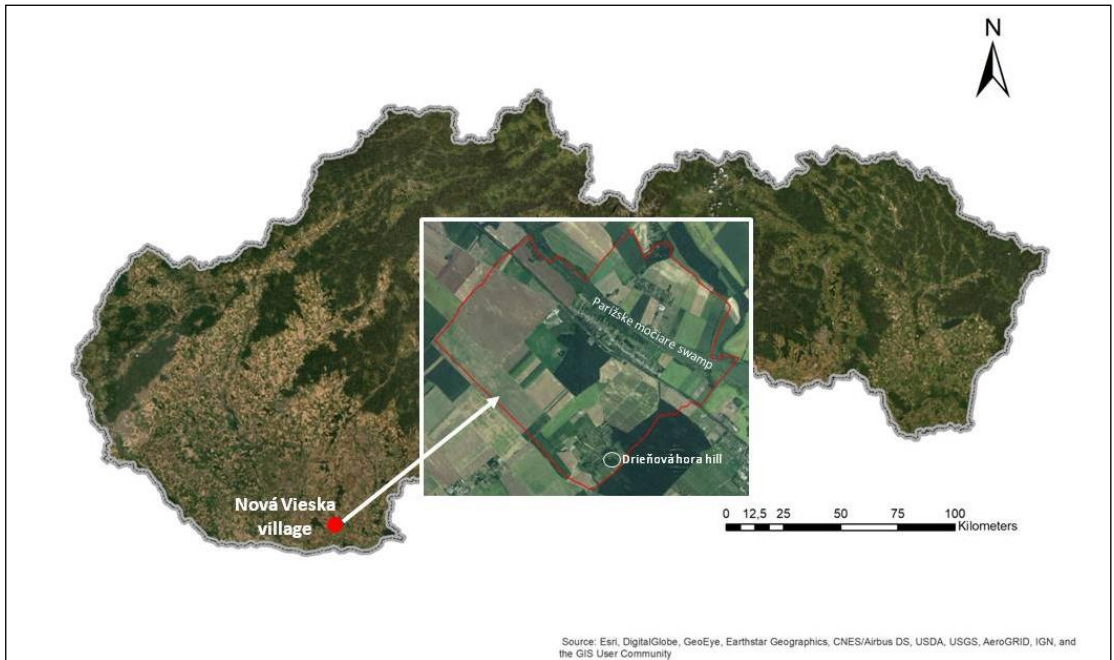 N
Parížske močiare swamp
Drieňová hora hill
Nová Vieska
village
0 12,5 25 50 75 100
Kilometers
Source: Esri, DigitalGlobe, GeoEye, Earthstar Geographics, CNES/Airbus DS, USDA, USGS, AeroGRID, IGN, and
the GIS User Community